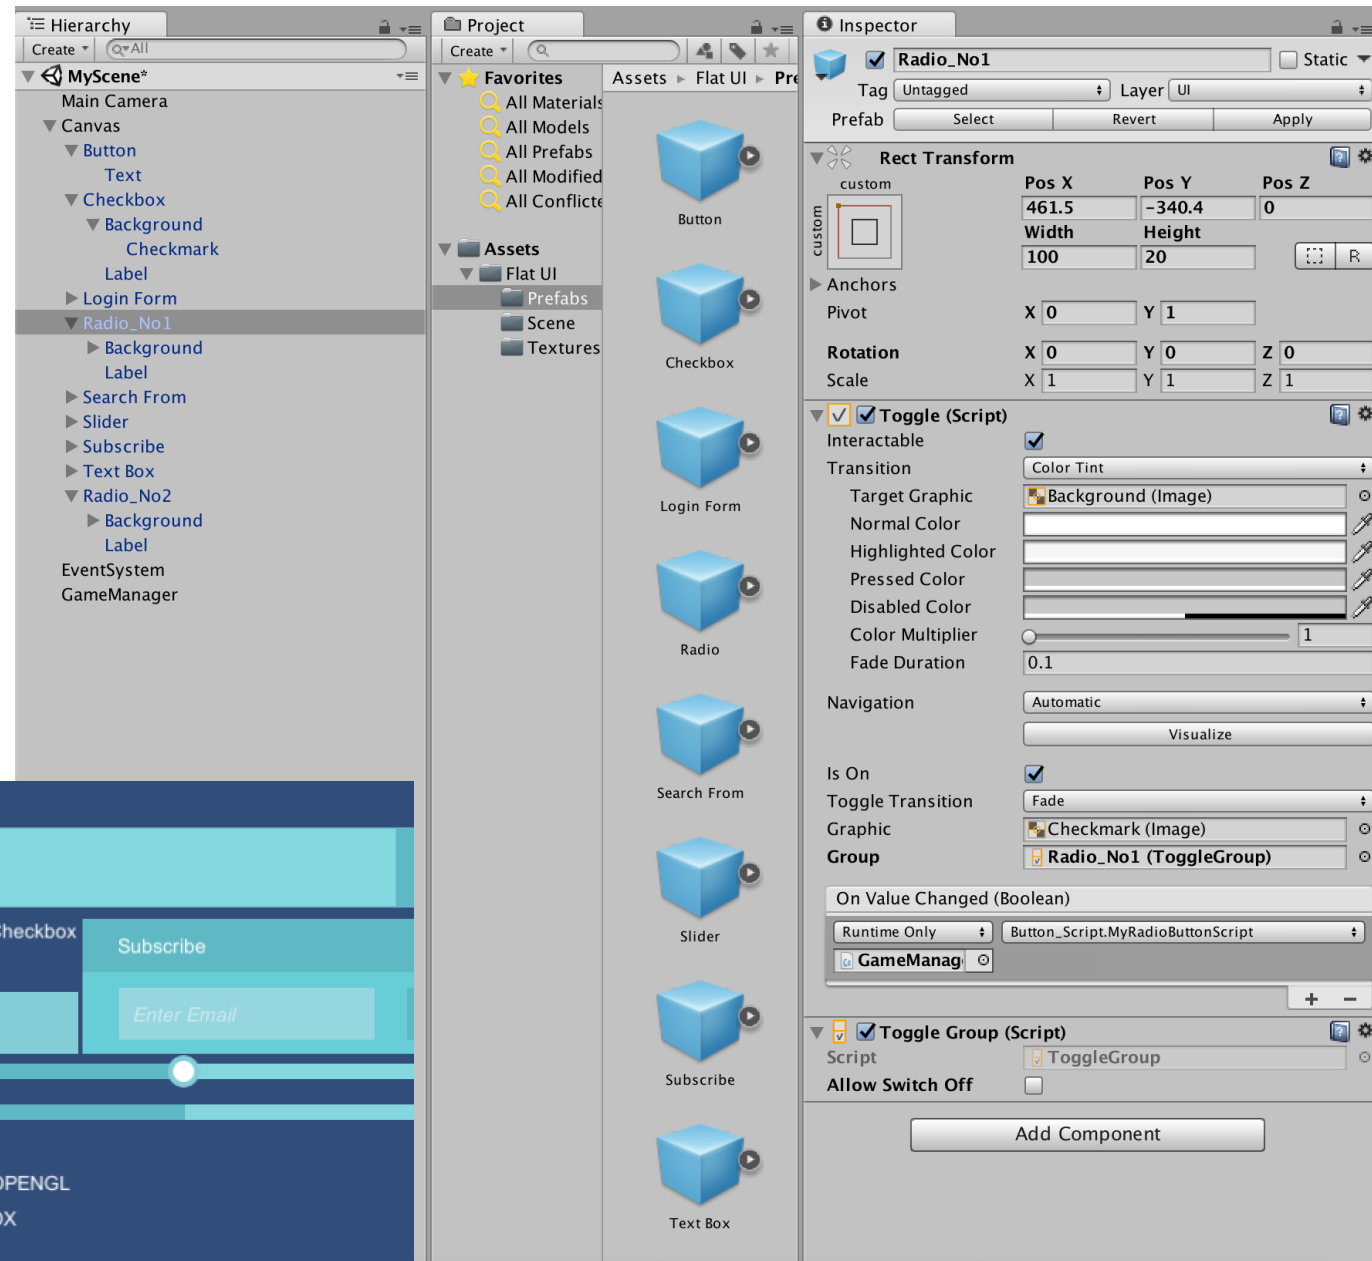 Hierarchy
Create
All
MyScene*
Main Camera
Canvas
Button
Text
Checkbox
Background
Checkmark
Label
Login Form
Radio_No1
Background
Label
Search From
Slider
Subscribe
Text Box
Radio_No2
Background
Label
EventSystem
GameManager
Checkbox
Subscribe
Enter Email
OPENGL
OX
Project
Create
Favorites
All Materials
All Models
All Prefabs
All Modified
All Conflicte
Assets
Flat UI
Prefabs
Scene
Textures
Assets Flat UI Pre
Button
Checkbox
Login Form
Radio
Search From
Slider
Subscribe
Text Box
Inspector
Radio_No1 Static
Tag Untagged Layer UI
Prefab Select Revert Apply
Rect Transform
custom Pos X Pos Y Pos Z
custom 461.5 -340.4 0
Width Height
100 20 R
Anchors
Pivot X 0 Y 1
Rotation X 0 Y 0 Z 0
Scale X 1 Y 1 Z 1
Toggle (Script)
Interactable
Transition Color Tint
Target Graphic Background (Image)
Normal Color
Highlighted Color
Pressed Color
Disabled Color
Color Multiplier 1
Fade Duration 0.1
Navigation Automatic
Visualize
Is On
Toggle Transition Fade
Graphic Checkmark (Image)
Group Radio_No1 (ToggleGroup)
On Value Changed (Boolean)
Runtime Only Button_Script.MyRadioButtonScript
GameManag
+ −
Toggle Group (Script)
Script ToggleGroup
Allow Switch Off
Add Component